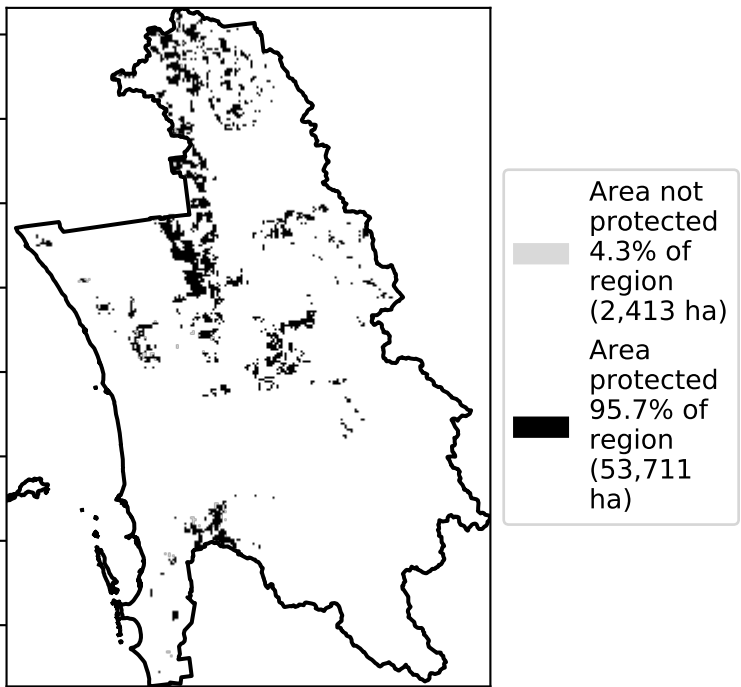 Area not
protected
4.3% of
region
(2,413 ha)
Area
protected
95.7% of
region
(53,711
ha)